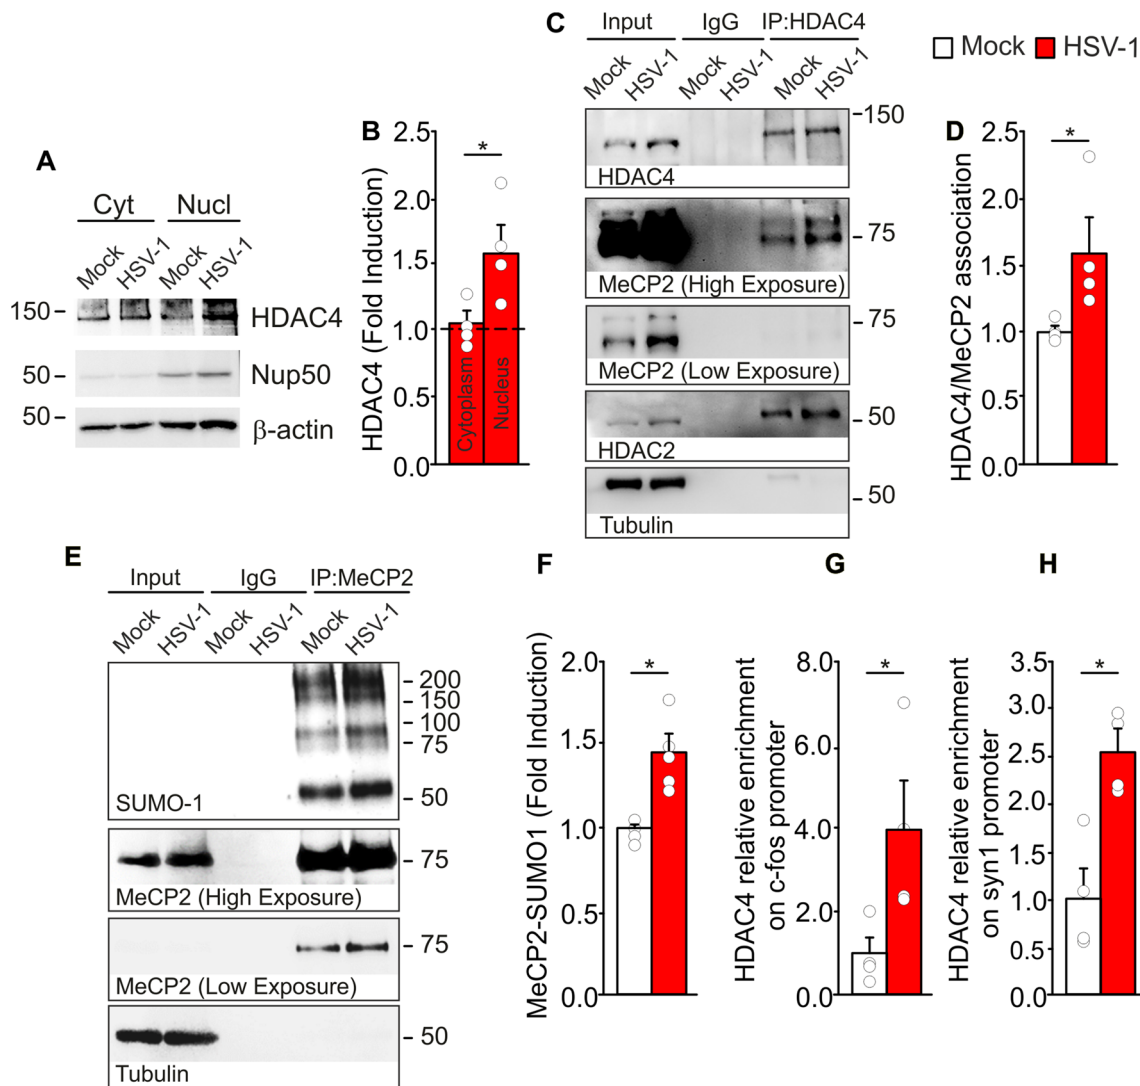 A
Cyt Nucl
Mock HSV-1 Mock HSV-1
150 HDAC4
50 Nup50
50 β-actin
B
HDAC4 (Fold Induction)
2.5
2.0
1.5
1.0
1.5
1.0
0.0
*
Cytoplasm
Nucleus
C
Input IgG IP:HDAC4
Mock HSV-1 Mock HSV-1 Mock HSV-1
150
HDAC4
75
MeCP2 (High Exposure)
75
MeCP2 (Low Exposure)
50
HDAC2
50
Tubulin
Mock HSV-1
D
HDAC4/MeCP2 association
2.5
2.0
1.5
1.0
0.5
0.0
*
E
Input IgG IP:MeCP2
Mock HSV-1 Mock HSV-1 Mock HSV-1
200
150
100
75
50
SUMO-1
75
MeCP2 (High Exposure)
75
MeCP2 (Low Exposure)
50
Tubulin
F
MeCP2-SUMO1 (Fold Induction)
2.0
1.5
1.0
0.5
0.0
*
G
HDAC4 relative enrichment
on c-fos promoter
8.0
6.0
4.0
2.0
0.0
*
H
HDAC4 relative enrichment
on syn1 promoter
3.5
3.0
2.5
2.0
1.5
1.0
0.5
0.0
*